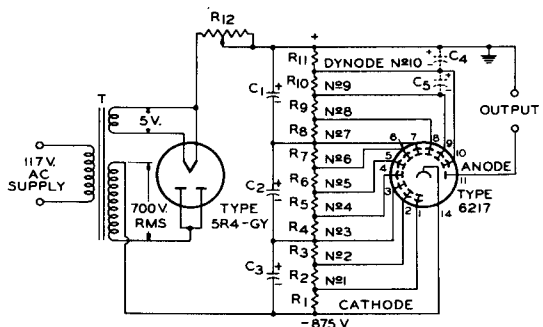 R12
+
R11 DYNODE №10 C4
R10 №9 C5
C1 R9 №8
R8 №7
R7 №6
C2 R6 №5
R5 №4
R4 №3
C3 R3 №2
R2 №1
R1 CATHODE
-875 V
T
5 V.
117 V.
AC
SUPPLY
700 V.
RMS
TYPE
5R4-GY
6 7 8 9 10
5
4
3
2 1 14
11
ANODE
TYPE
6217
OUTPUT